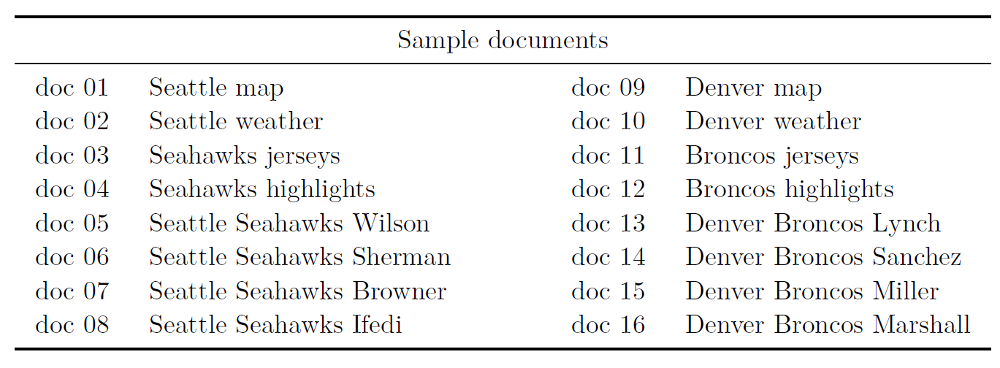 Sample documents
doc 01 Seattle map doc 09 Denver map
doc 02 Seattle weather doc 10 Denver weather
doc 03 Seahawks jerseys doc 11 Broncos jerseys
doc 04 Seahawks highlights doc 12 Broncos highlights
doc 05 Seattle Seahawks Wilson doc 13 Denver Broncos Lynch
doc 06 Seattle Seahawks Sherman doc 14 Denver Broncos Sanchez
doc 07 Seattle Seahawks Browner doc 15 Denver Broncos Miller
doc 08 Seattle Seahawks Ifedi doc 16 Denver Broncos Marshall